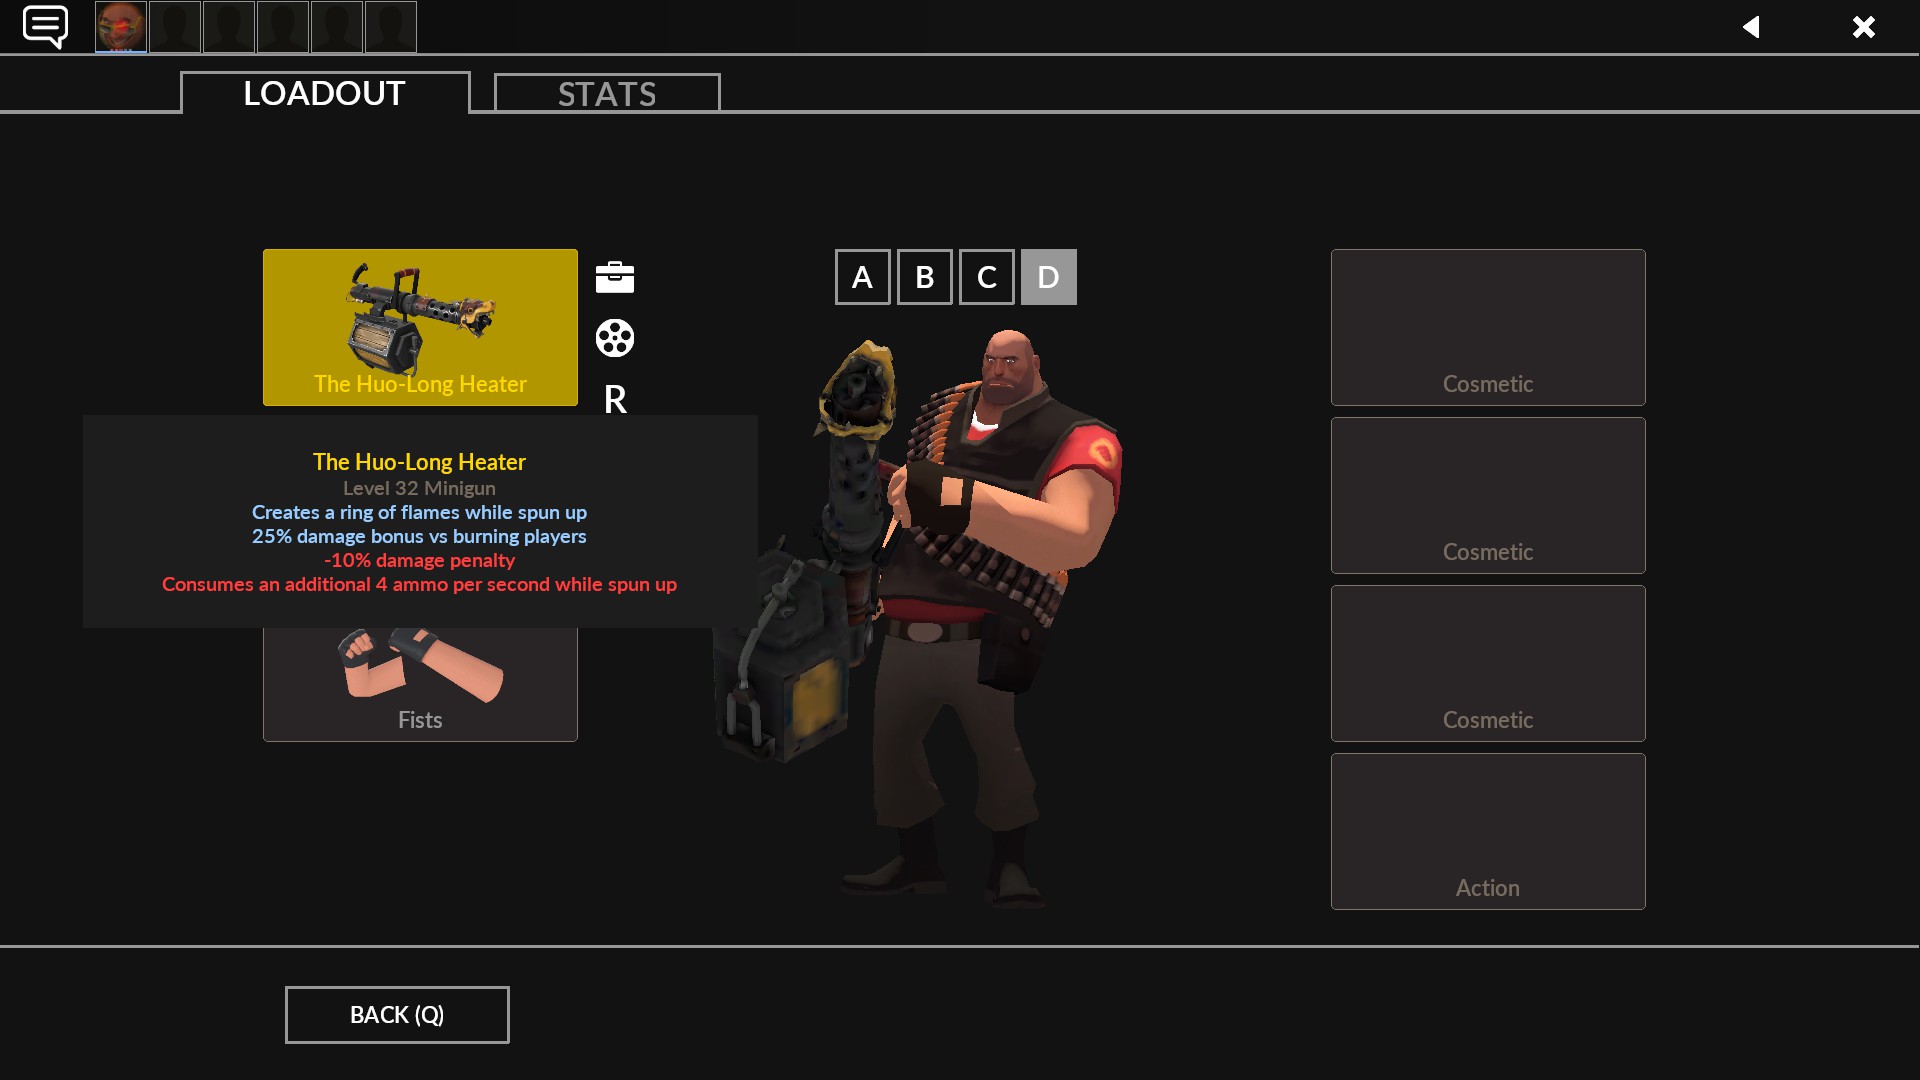 LOADOUT
STATS
The Huo-Long Heater
R
A B C D
The Huo-Long Heater
Level 32 Minigun
Creates a ring of flames while spun up
25% damage bonus vs burning players
-10% damage penalty
Consumes an additional 4 ammo per second while spun up
Fists
Cosmetic
Cosmetic
Cosmetic
Action
BACK (Q)